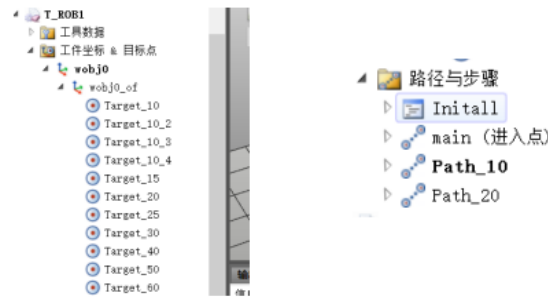 T_ROB1
工具数据
工件坐标 & 目标点
wobj0
wobj0_of
Target_10
Target_10_2
Target_10_3
Target_10_4
Target_15
Target_20
Target_25
Target_30
Target_40
Target_50
Target_60
路径与步骤
Initall
main (进入点)
Path_10
Path_20